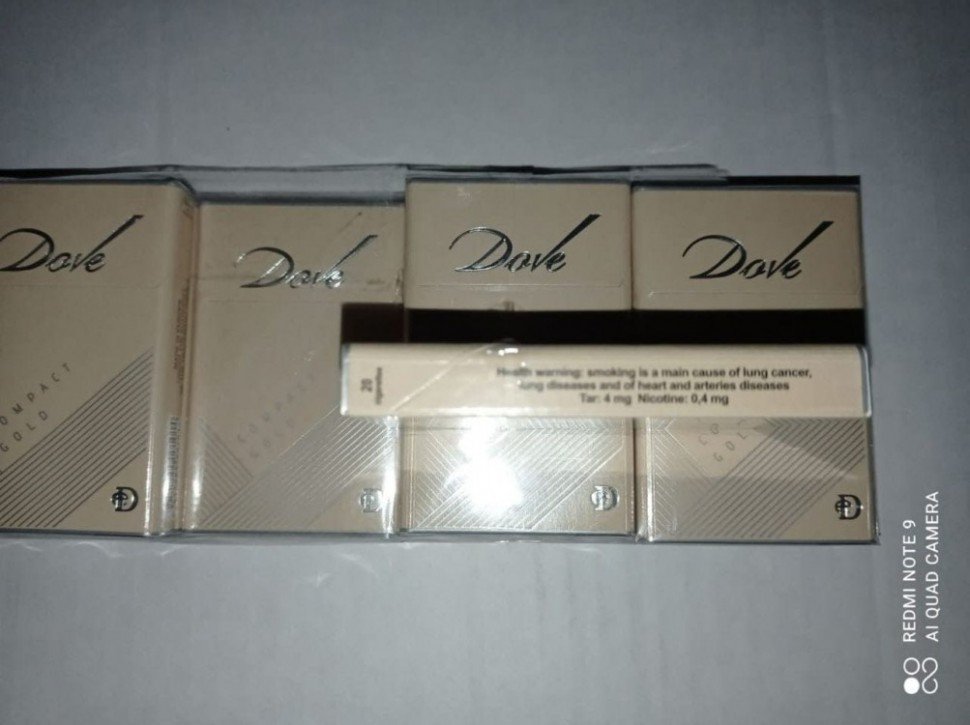 Dove
Dove
Dove
Dove
COMPACT
GOLD
20
cigarettes
Health warning: smoking is a main cause of lung cancer,
lung diseases and of heart and arteries diseases
Tar: 4 mg Nicotine: 0,4 mg
COMPACT
GOLD
REDMI NOTE 9
AI QUAD CAMERA